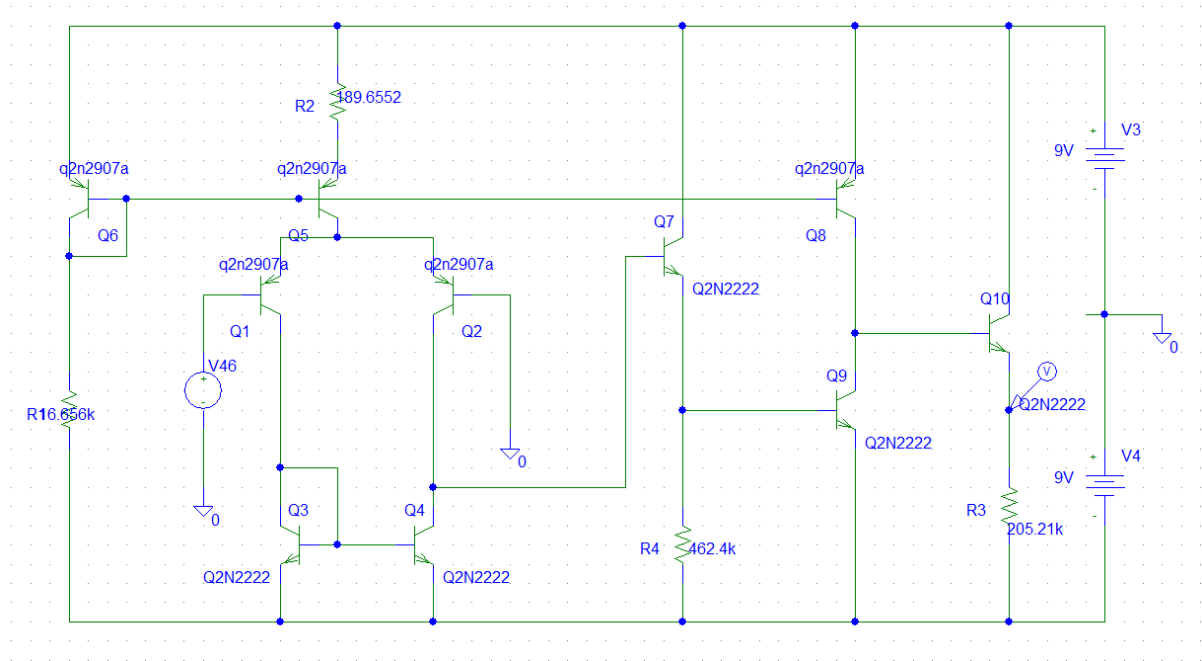 R2
189.6552
V3
9V
+
-
q2n2907a
q2n2907a
q2n2907a
Q6
Q5
Q7
Q8
q2n2907a
q2n2907a
Q2N2222
Q10
Q1
Q2
0
V46
+
-
Q9
V
Q2N2222
R16.656k
Q2N2222
0
V4
9V
+
-
Q3
Q4
0
R3
205.21k
R4
462.4k
Q2N2222
Q2N2222